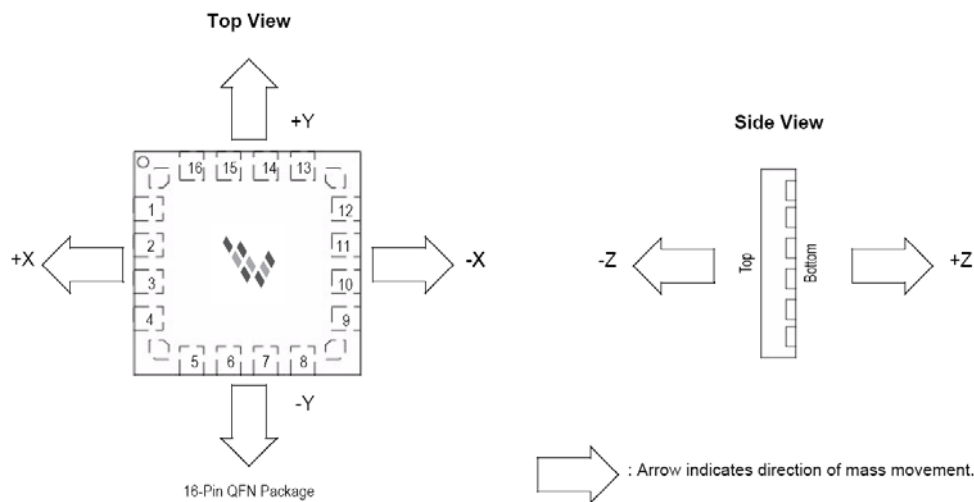 Top View
+Y
16 15 14 13
1
2
3
4
12
11
10
9
5 6 7 8
+X
-X
-Y
16-Pin QFN Package
Side View
-Z
Top
Bottom
+Z
: Arrow indicates direction of mass movement.